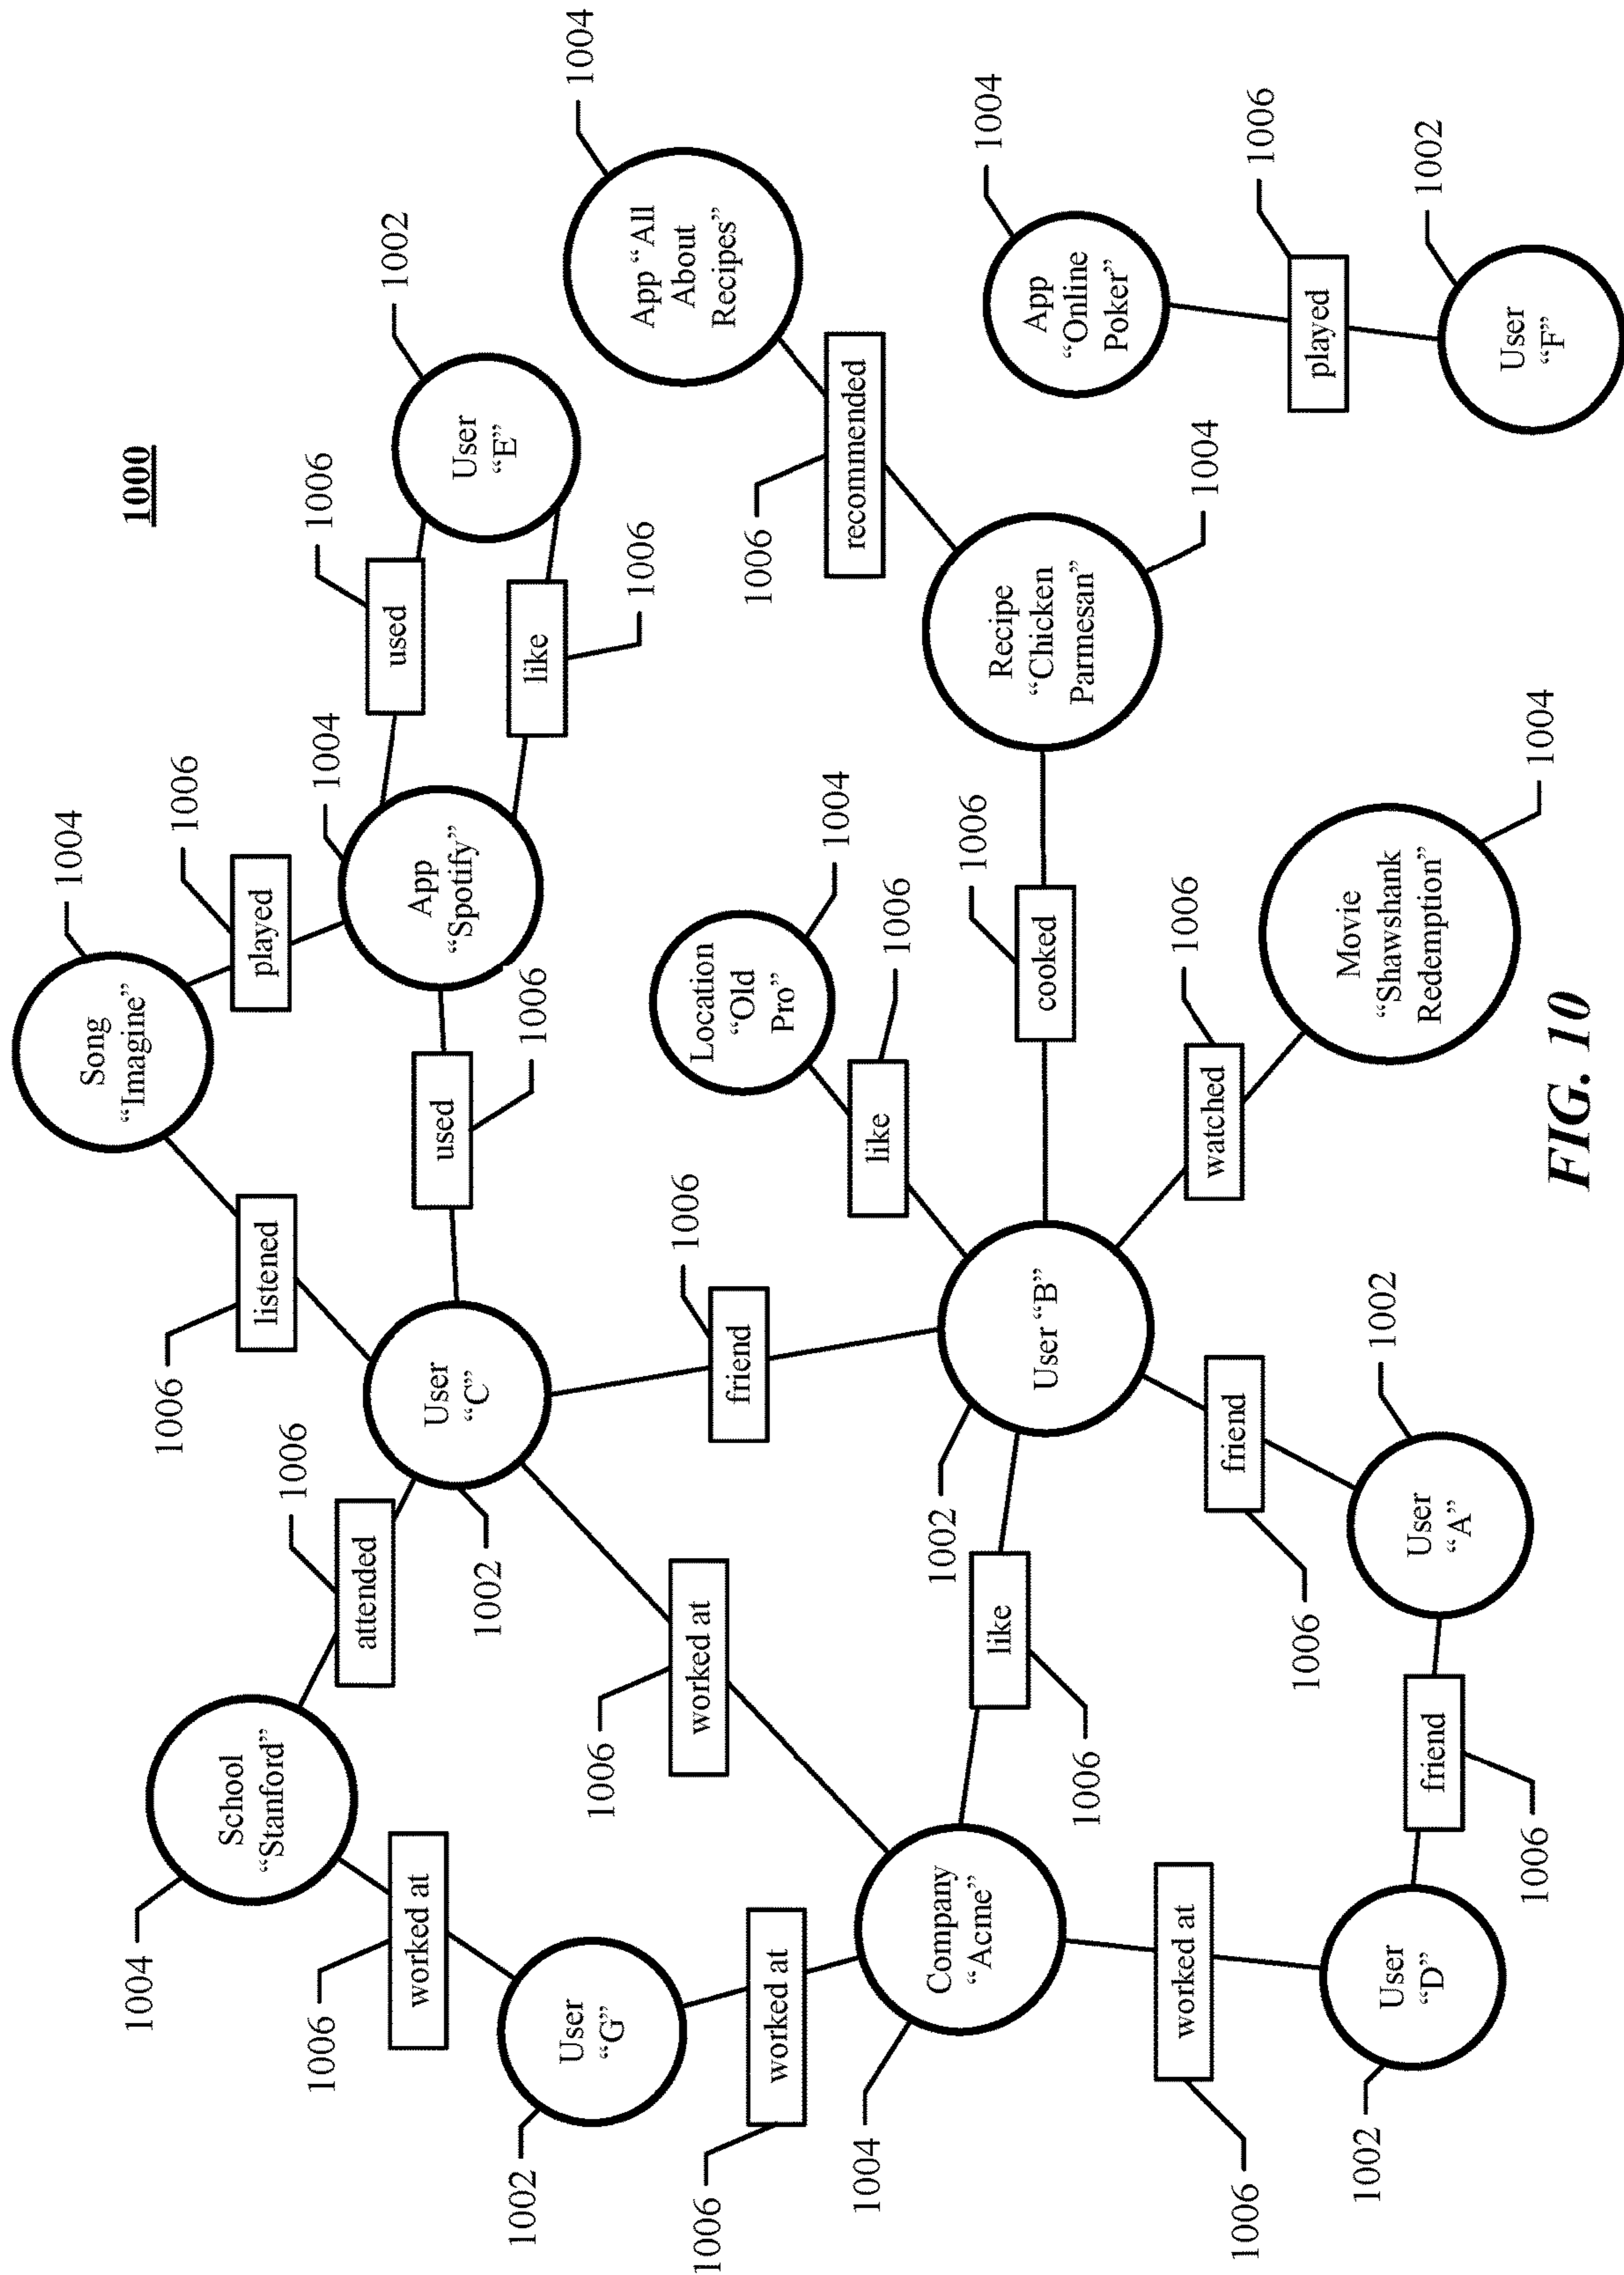 1004
Song
“Imagine”
1000
1004
1006
1006
School
“Stanford”
listened
played
1006
1006
1006
1004
attended
used
1002
worked at
User
“C”
used
App
“Spotify”
User
“E”
1002
1002
1006
like
1004
User
“G”
1006
1006
App “All
About
Recipes”
1006
worked at
1006
friend
Location
“Old
Pro”
1006
worked at
1004
recommended
1004
like
1006
1002
Company
“Acme”
1006
1004
like
User “B”
cooked
Recipe
“Chicken
Parmesan”
App
“Online
Poker”
1006
worked at
1006
1004
watched
friend
1006
1006
1006
played
1002
1002
Movie
“Shawshank
Redemption”
User
“D”
friend
User
“A”
1002
1006
1004
User
“F”
FIG. 10